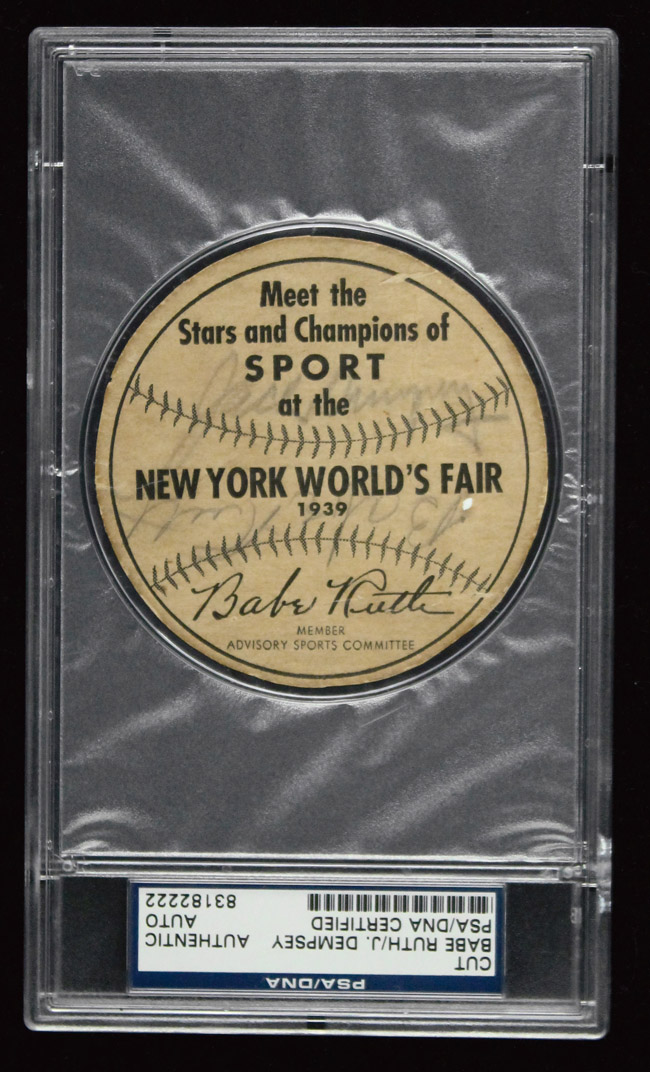 Meet the
Stars and Champions of
SPORT
at the
NEW YORK WORLD'S FAIR
1939
Babe Ruth
MEMBER
ADVISORY SPORTS COMMITTEE
PSA/DNA
CUT
BABE RUTH/J. DEMPSEY AUTHENTIC
PSA/DNA CERTIFIED AUTO
83182222